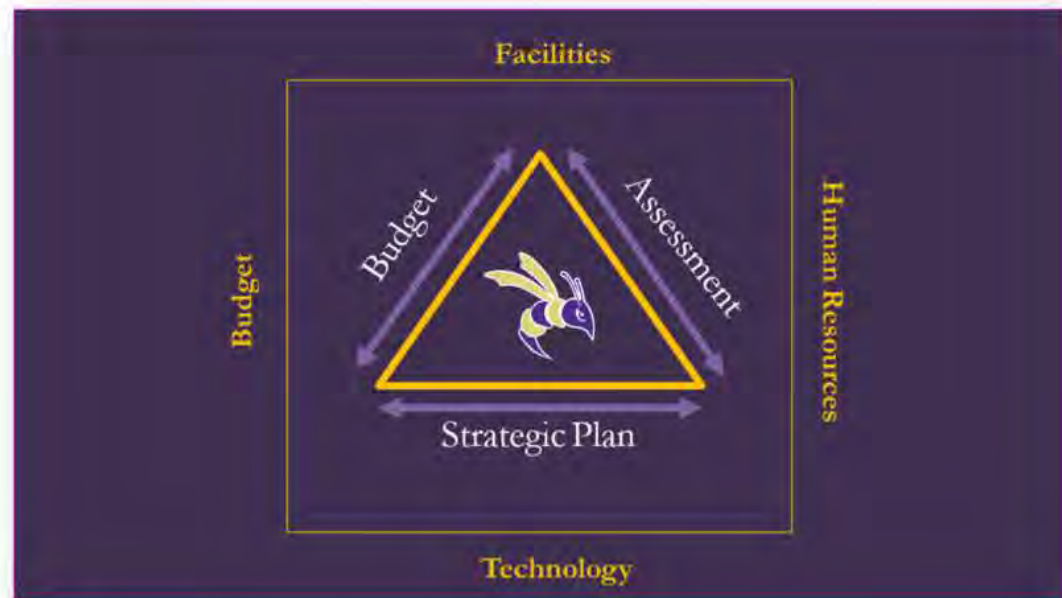 Facilities
Budget
Assessment
Budget
Human Resources
Strategic Plan
Technology